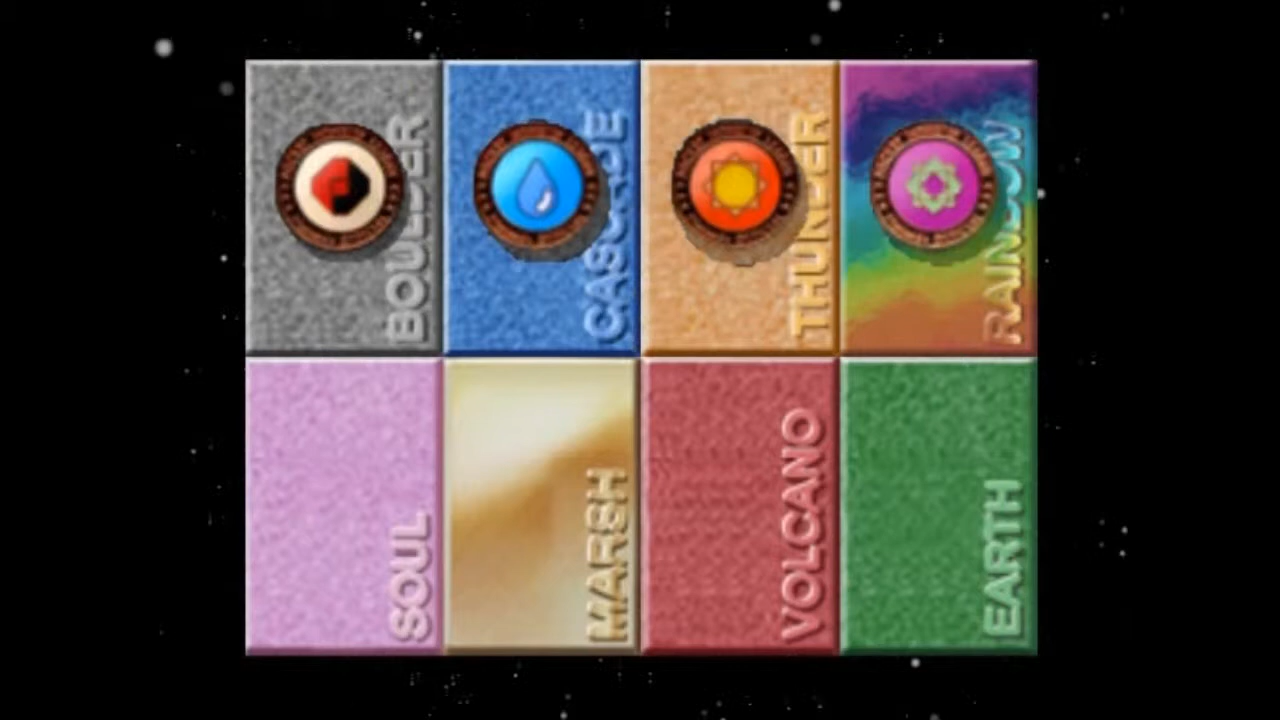 BOULDER
CASCADE
THUNDER
RAINBOW
SOUL
MARSH
VOLCANO
EARTH